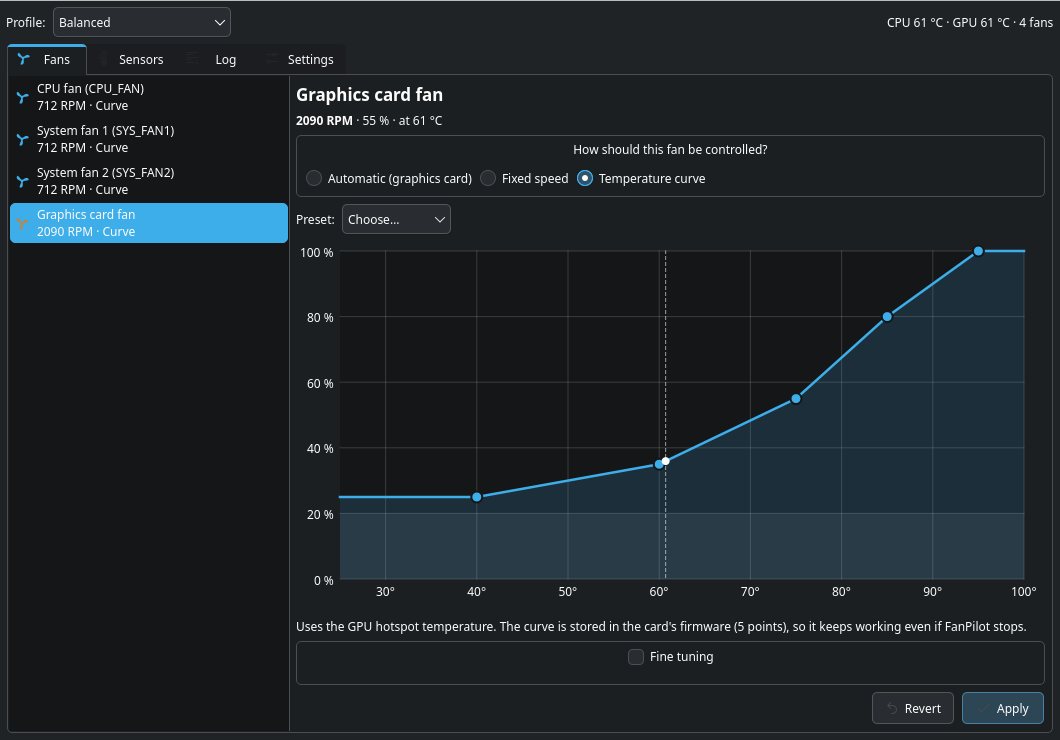 Profile: Balanced CPU 61 °C · GPU 61 °C · 4 fans
Fans Sensors Log Settings
CPU fan (CPU_FAN)
712 RPM · Curve
System fan 1 (SYS_FAN1)
712 RPM · Curve
System fan 2 (SYS_FAN2)
712 RPM · Curve
Graphics card fan
2090 RPM · Curve
Graphics card fan
2090 RPM · 55 % · at 61 °C
How should this fan be controlled?
Automatic (graphics card) Fixed speed Temperature curve
Preset: Choose...
100 %
80 %
60 %
40 %
20 %
0 %
30° 40° 50° 60° 70° 80° 90° 100°
Uses the GPU hotspot temperature. The curve is stored in the card's firmware (5 points), so it keeps working even if FanPilot stops.
Fine tuning
Revert Apply